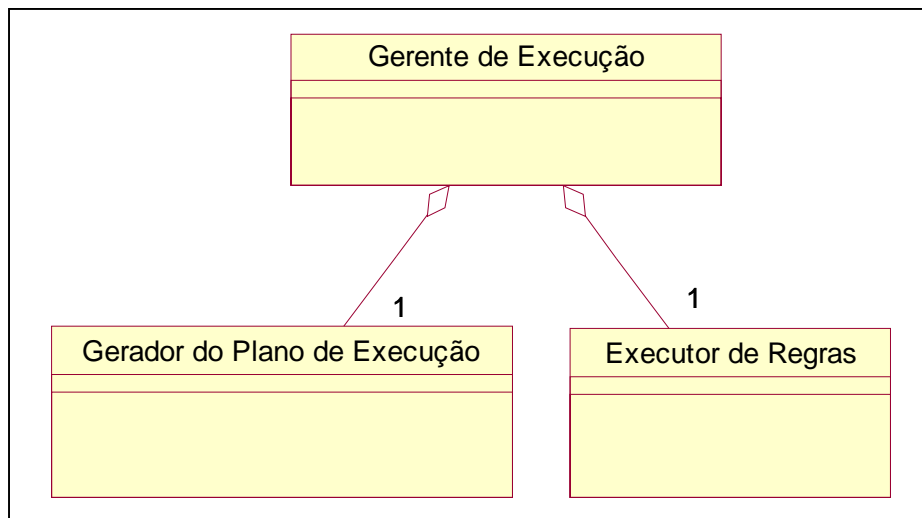 Gerente de Execução
1
1
Gerador do Plano de Execução
Executor de Regras